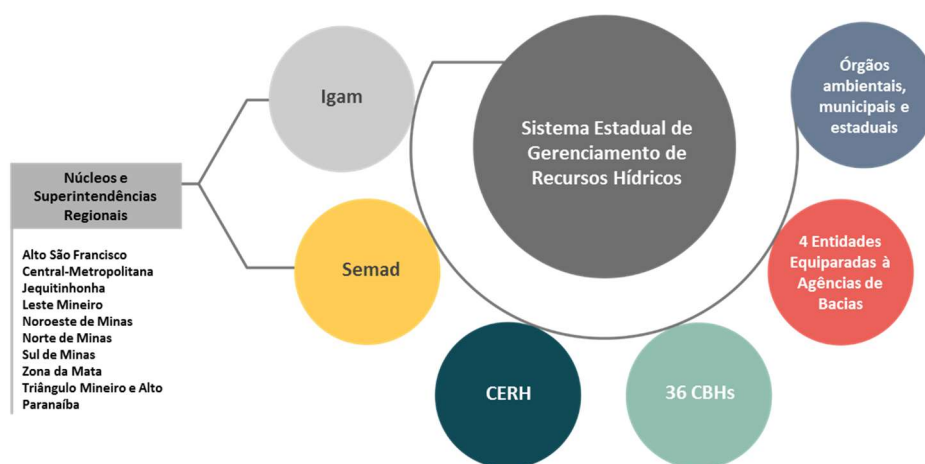 Igam
Órgãos
ambientais,
municipais e
estaduais
Sistema Estadual de
Gerenciamento de
Recursos Hídricos
Núcleos e
Superintendências
Regionais
Alto São Francisco
Central-Metropolitana
Jequitinhonha
Leste Mineiro
Noroeste de Minas
Norte de Minas
Sul de Minas
Zona da Mata
Triângulo Mineiro e Alto
Paranaíba
Semad
4 Entidades
Equiparadas à
Agências de
Bacias
CERH
36 CBHs